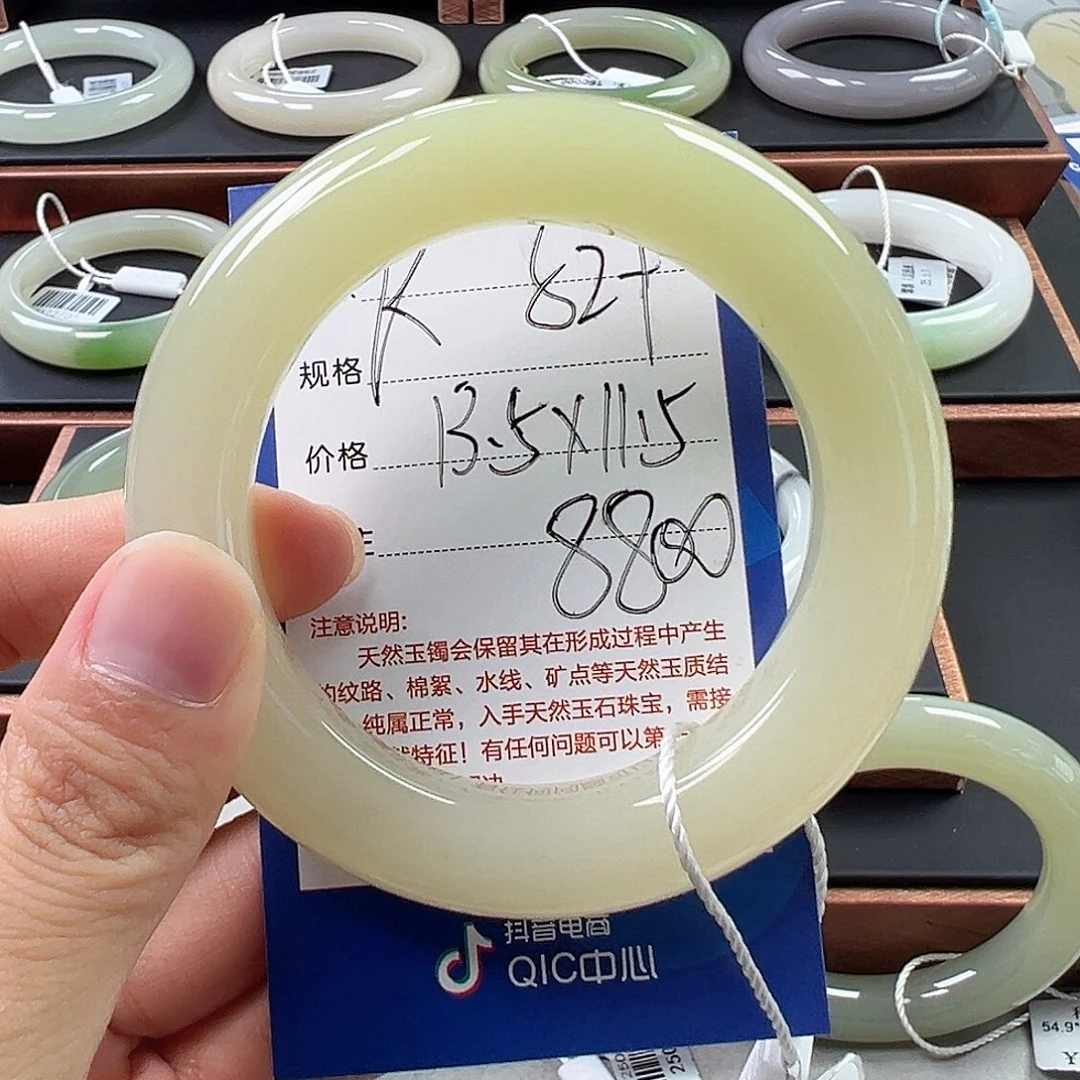 K 82+
规格 13.5X11.5
价格 8800
注意说明:
天然玉镯会保留其在形成过程中产生
的纹路、棉絮、水线、矿点等天然玉质结
纯属正常，入手天然玉石珠宝，需接
特征！有任何问题可以第
抖音电商
QIC中心
54.9*
250